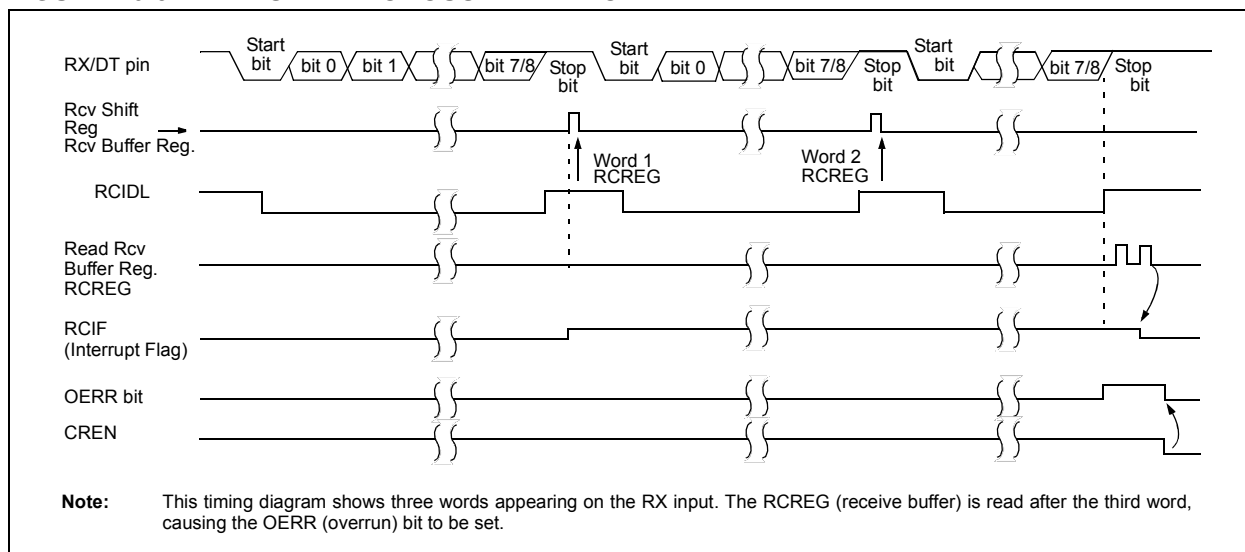 RX/DT pin
Start
bit
bit 0
bit 1
bit 7/8
Stop
bit
Start
bit
bit 0
bit 7/8
Stop
bit
Start
bit
bit 7/8
Stop
bit
Rcv Shift
Reg
Rcv Buffer Reg.
Word 1
RCREG
Word 2
RCREG
RCIDL
Read Rcv
Buffer Reg.
RCREG
RCIF
(Interrupt Flag)
OERR bit
CREN
Note: This timing diagram shows three words appearing on the RX input. The RCREG (receive buffer) is read after the third word,
causing the OERR (overrun) bit to be set.